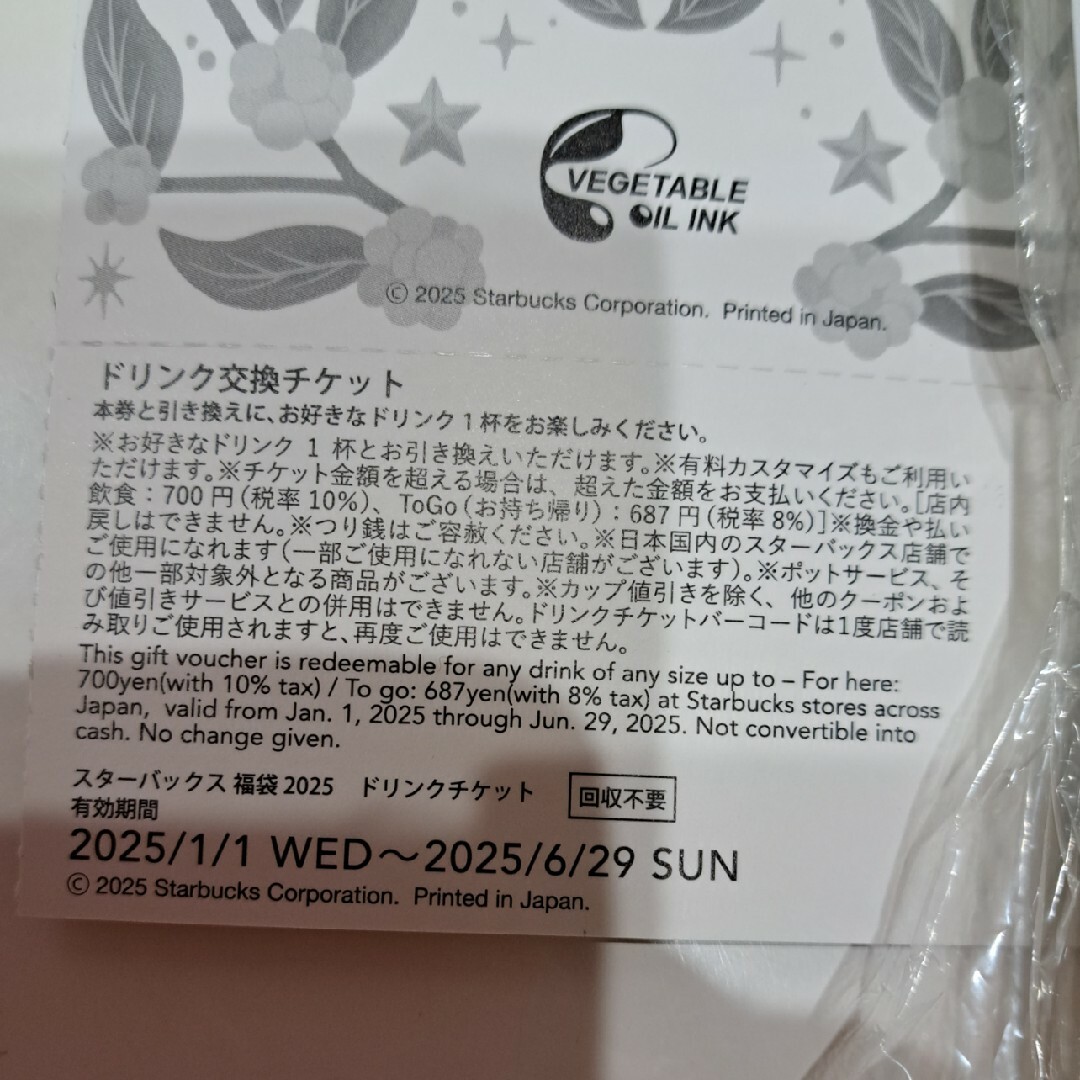 VEGETABLE
OIL INK
© 2025 Starbucks Corporation. Printed in Japan.
ドリンク交換チケット
本券と引き換えに、お好きなドリンク1杯をお楽しみください。
※お好きなドリンク 1 杯とお引き換えいただけます。※有料カスタマイズもご利用い
ただけます。※チケット金額を超える場合は、超えた金額をお支払いください。[店内
飲食：700 円(税率10%)、ToGo(お持ち帰り)：687 円(税率8%)]※換金や払い
戻しはできません。※つり銭はご容赦ください。※日本国内のスターバックス店舗で
ご使用になれます(一部ご使用になれない店舗がございます)。※ポットサービス、そ
の他一部対象外となる商品がございます。※カップ値引きを除く、他のクーポンおよ
び値引きサービスとの併用はできません。ドリンクチケットバーコードは1度店舗で読
み取りご使用されますと、再度ご使用はできません。
This gift voucher is redeemable for any drink of any size up to – For here:
700yen(with 10% tax) / To go: 687yen(with 8% tax) at Starbucks stores across
Japan, valid from Jan. 1, 2025 through Jun. 29, 2025. Not convertible into
cash. No change given.
スターバックス 福袋2025 ドリンクチケット 回収不要
有効期間
2025/1/1 WED～2025/6/29 SUN
© 2025 Starbucks Corporation. Printed in Japan.